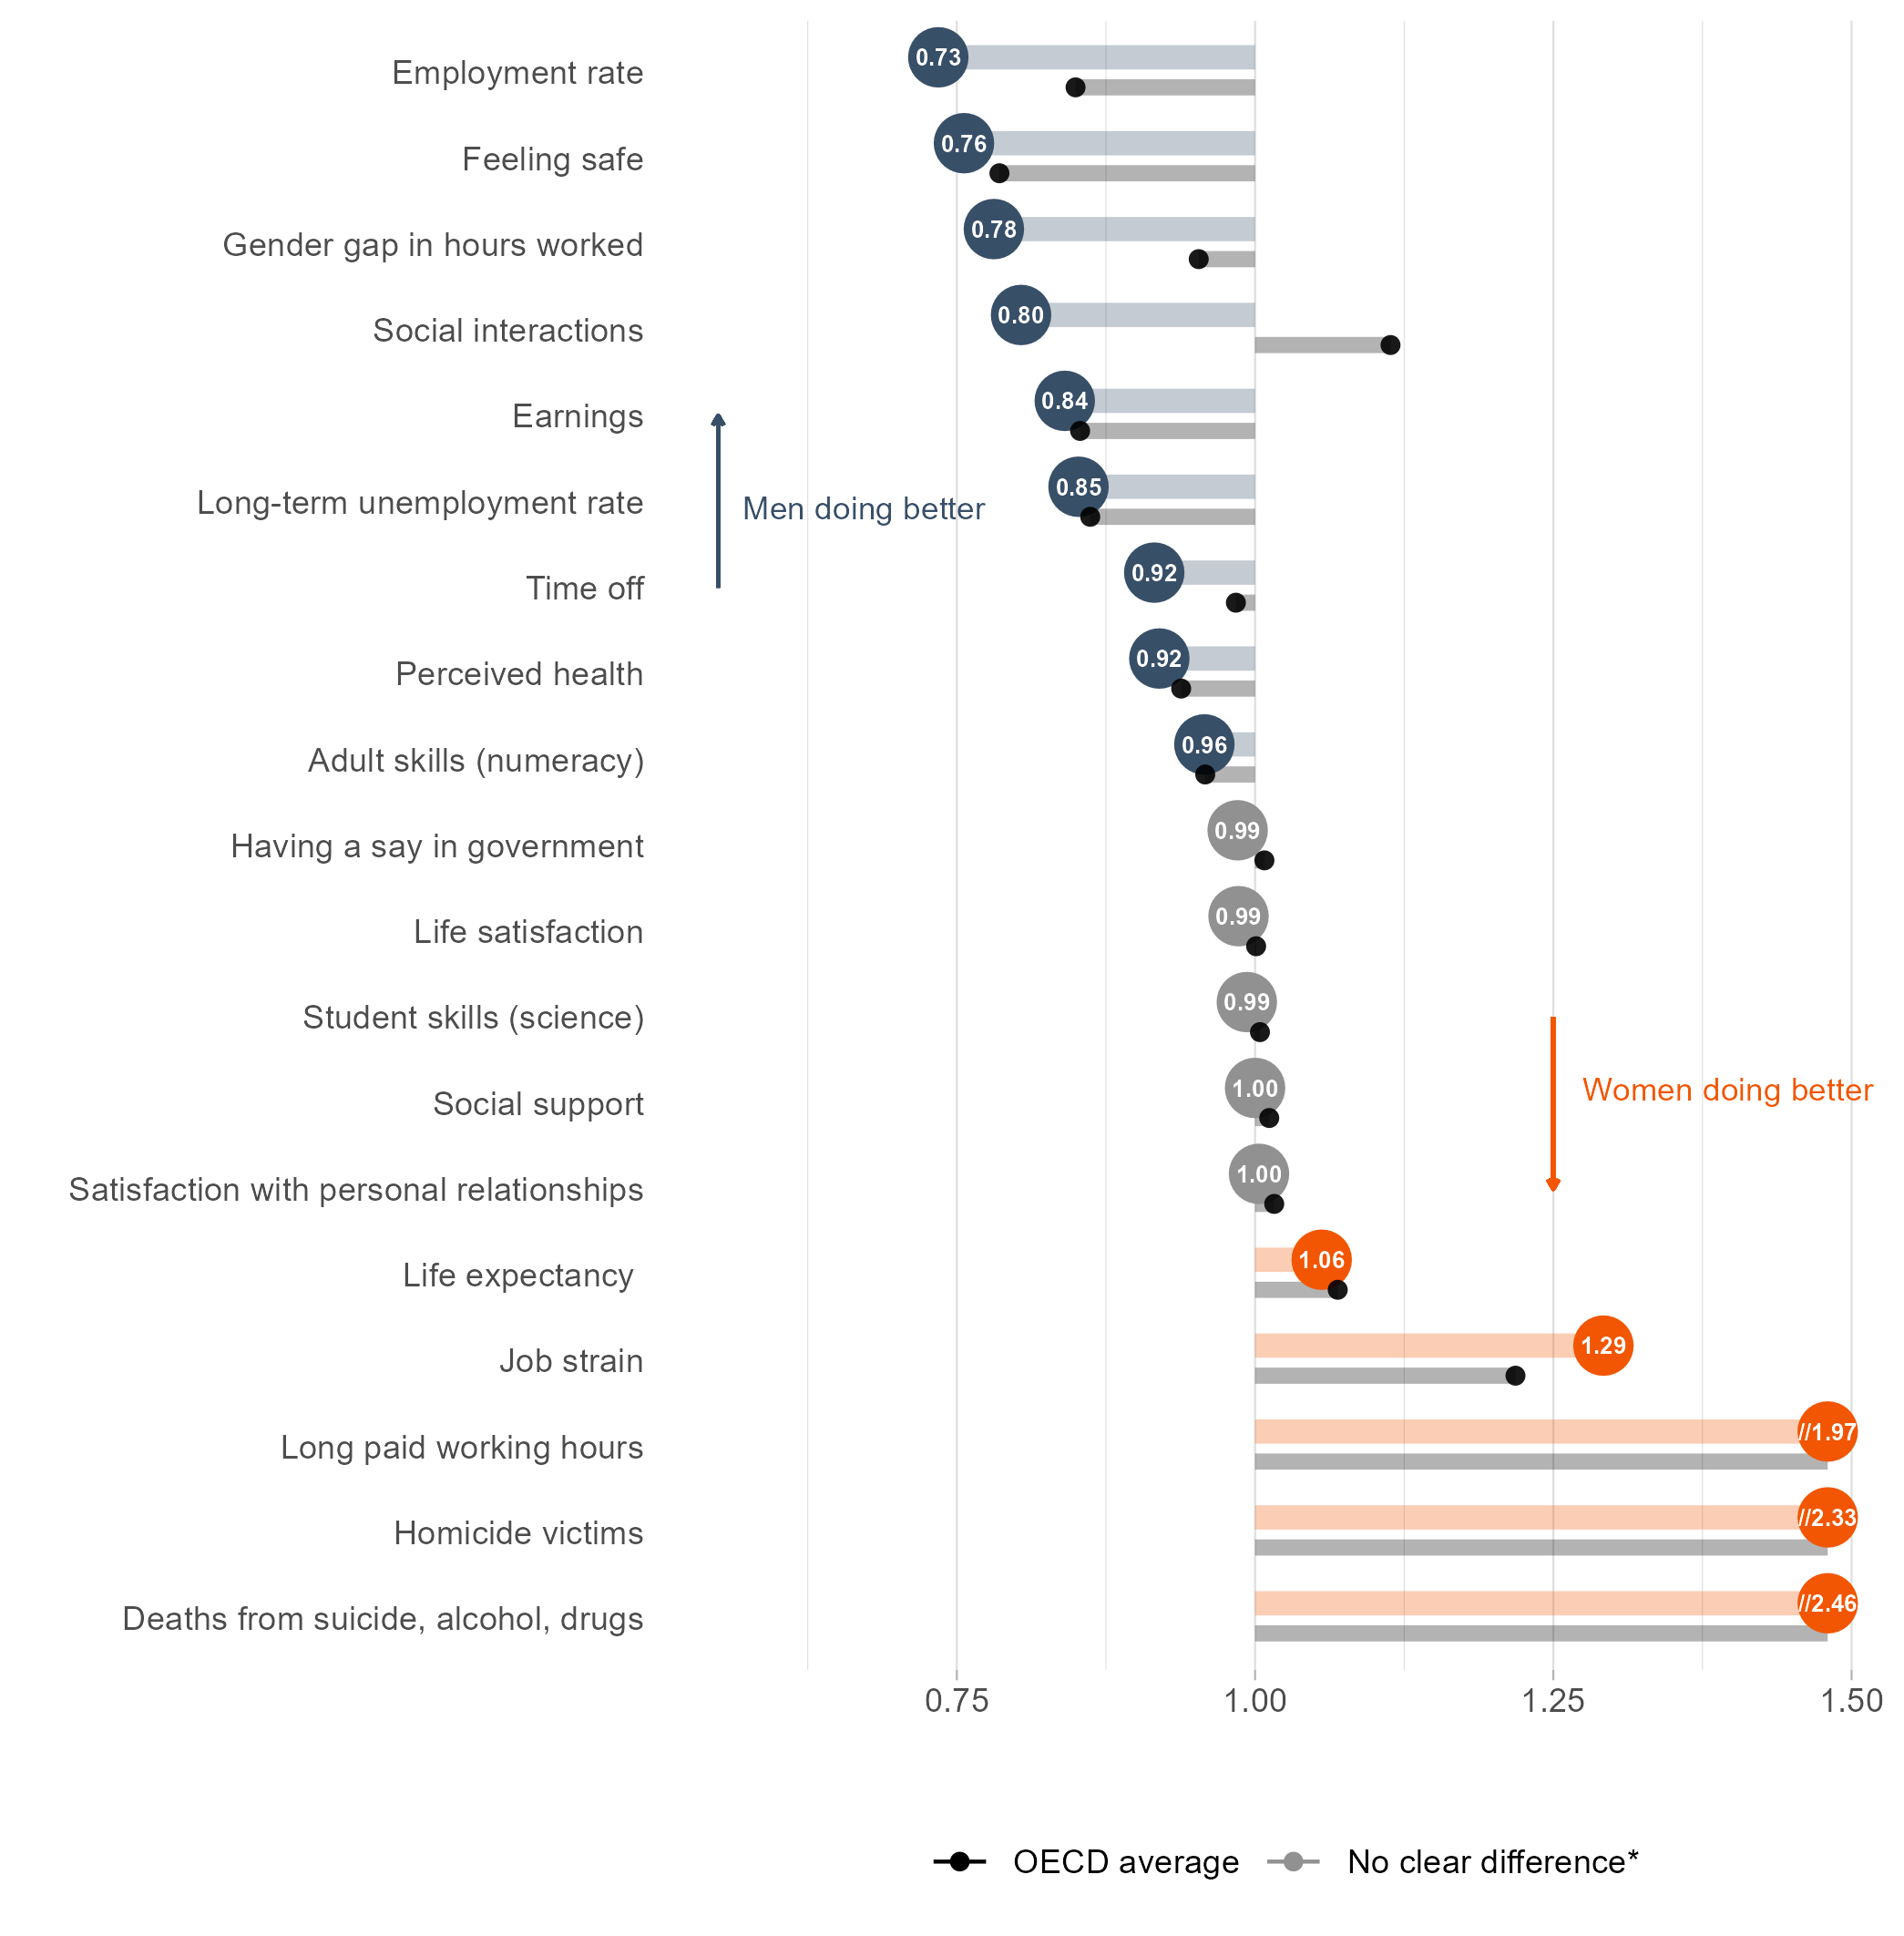 Employment rate
0.73
Feeling safe
0.76
Gender gap in hours worked
0.78
Social interactions
0.80
Earnings
0.84
Long-term unemployment rate
0.85
Men doing better
Time off
0.92
Perceived health
0.92
Adult skills (numeracy)
0.96
Having a say in government
0.99
Life satisfaction
0.99
Student skills (science)
0.99
Social support
1.00
Women doing better
Satisfaction with personal relationships
1.00
Life expectancy
1.06
Job strain
1.29
Long paid working hours
//1.97
Homicide victims
//2.33
Deaths from suicide, alcohol, drugs
//2.46
0.75 1.00 1.25 1.50
OECD average No clear difference*